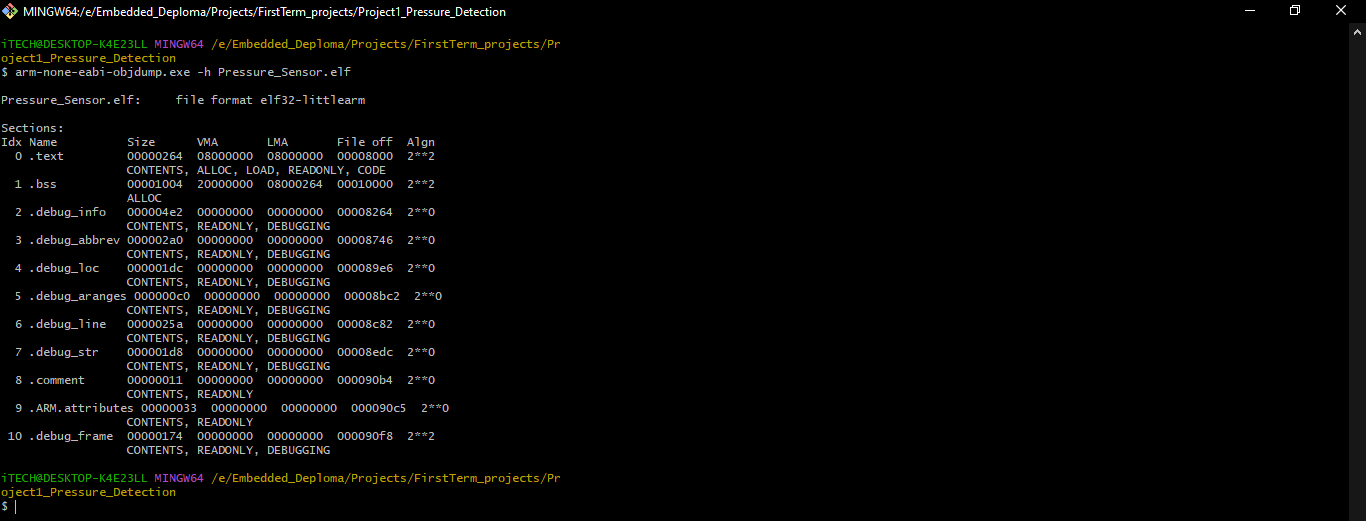 MINGW64:/e/Embedded_Deploma/Projects/FirstTerm_projects/Project1_Pressure_Detection
iTECH@DESKTOP-K4E23LL MINGW64 /e/Embedded_Deploma/Projects/FirstTerm_projects/Pr
oject1_Pressure_Detection
$ arm-none-eabi-objdump.exe -h Pressure_Sensor.elf
Pressure_Sensor.elf:     file format elf32-littlearm
Sections:
Idx Name          Size      VMA       LMA       File off  Algn
  0 .text         00000264  08000000  08000000  00008000  2**2
                  CONTENTS, ALLOC, LOAD, READONLY, CODE
  1 .bss          00001004  20000000  08000264  00010000  2**2
                  ALLOC
  2 .debug_info   000004e2  00000000  00000000  00008264  2**0
                  CONTENTS, READONLY, DEBUGGING
  3 .debug_abbrev 000002a0  00000000  00000000  00008746  2**0
                  CONTENTS, READONLY, DEBUGGING
  4 .debug_loc    000001dc  00000000  00000000  000089e6  2**0
                  CONTENTS, READONLY, DEBUGGING
  5 .debug_aranges 000000c0  00000000  00000000  00008bc2  2**0
                  CONTENTS, READONLY, DEBUGGING
  6 .debug_line   0000025a  00000000  00000000  00008c82  2**0
                  CONTENTS, READONLY, DEBUGGING
  7 .debug_str    000001d8  00000000  00000000  00008edc  2**0
                  CONTENTS, READONLY, DEBUGGING
  8 .comment      00000011  00000000  00000000  000090b4  2**0
                  CONTENTS, READONLY
  9 .ARM.attributes 00000033  00000000  00000000  000090c5  2**0
                  CONTENTS, READONLY
 10 .debug_frame  00000174  00000000  00000000  000090f8  2**2
                  CONTENTS, READONLY, DEBUGGING
iTECH@DESKTOP-K4E23LL MINGW64 /e/Embedded_Deploma/Projects/FirstTerm_projects/Pr
oject1_Pressure_Detection
$